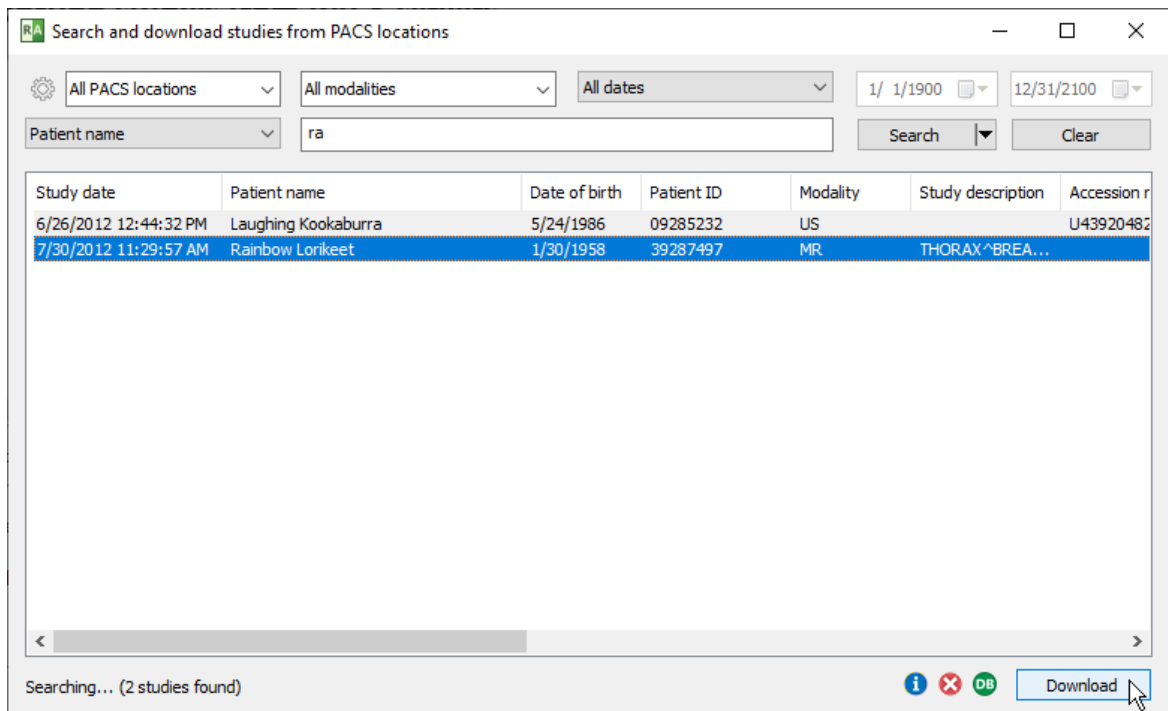 RA Search and download studies from PACS locations
All PACS locations All modalities All dates 1/ 1/1900 12/31/2100
Patient name ra Search Clear
Study date Patient name Date of birth Patient ID Modality Study description Accession r
6/26/2012 12:44:32 PM Laughing Kookaburra 5/24/1986 09285232 US U43920482
7/30/2012 11:29:57 AM Rainbow Lorikeet 1/30/1958 39287497 MR THORAX^BREA...
Searching... (2 studies found) i DB Download